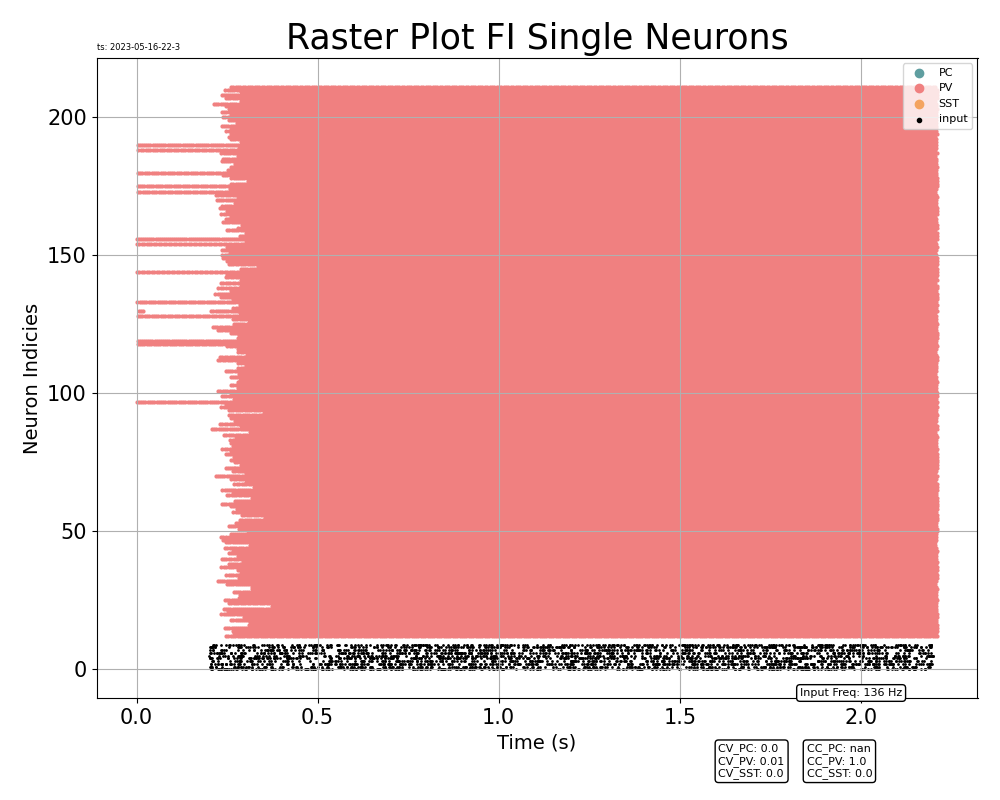 Raster Plot FI Single Neurons
ts: 2023-05-16-22-3
PC
PV
SST
input
200
150
100
50
0
Neuron Indicies
0.0 0.5 1.0 1.5 2.0
Time (s)
Input Freq: 136 Hz
CV_PC: 0.0
CV_PV: 0.01
CV_SST: 0.0
CC_PC: nan
CC_PV: 1.0
CC_SST: 0.0